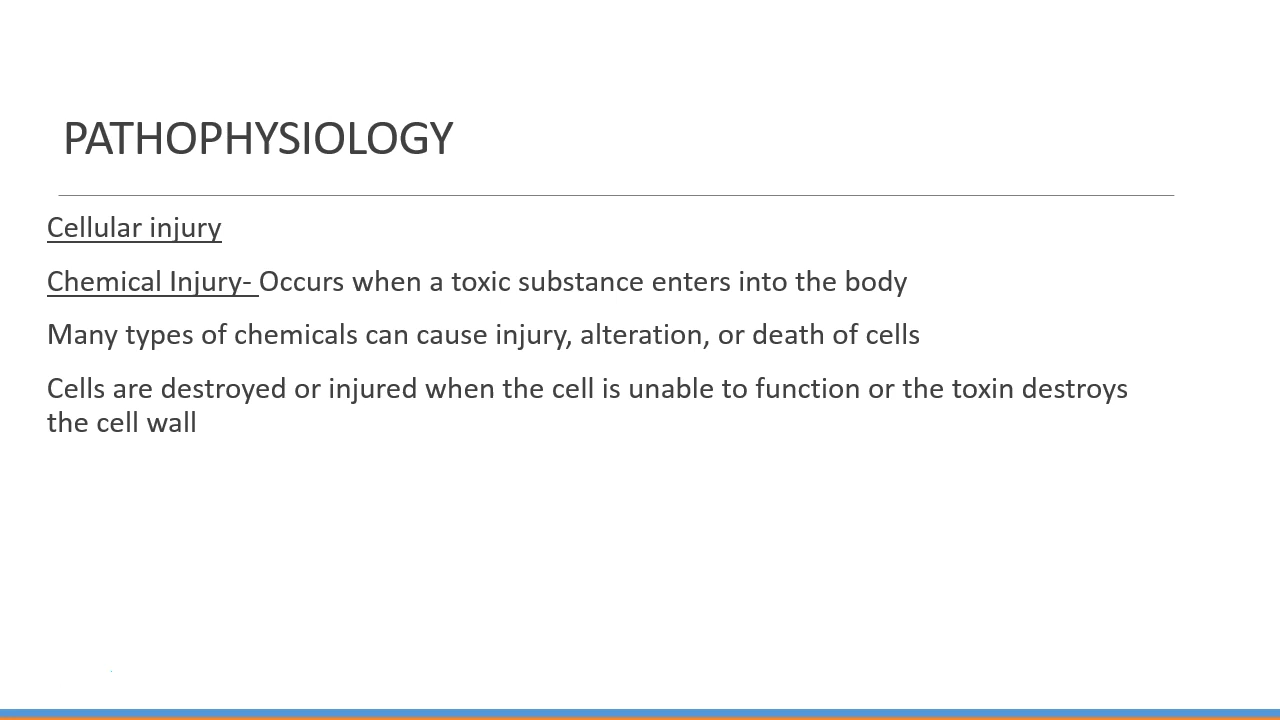 PATHOPHYSIOLOGY
Cellular injury
Chemical Injury- Occurs when a toxic substance enters into the body
Many types of chemicals can cause injury, alteration, or death of cells
Cells are destroyed or injured when the cell is unable to function or the toxin destroys
the cell wall